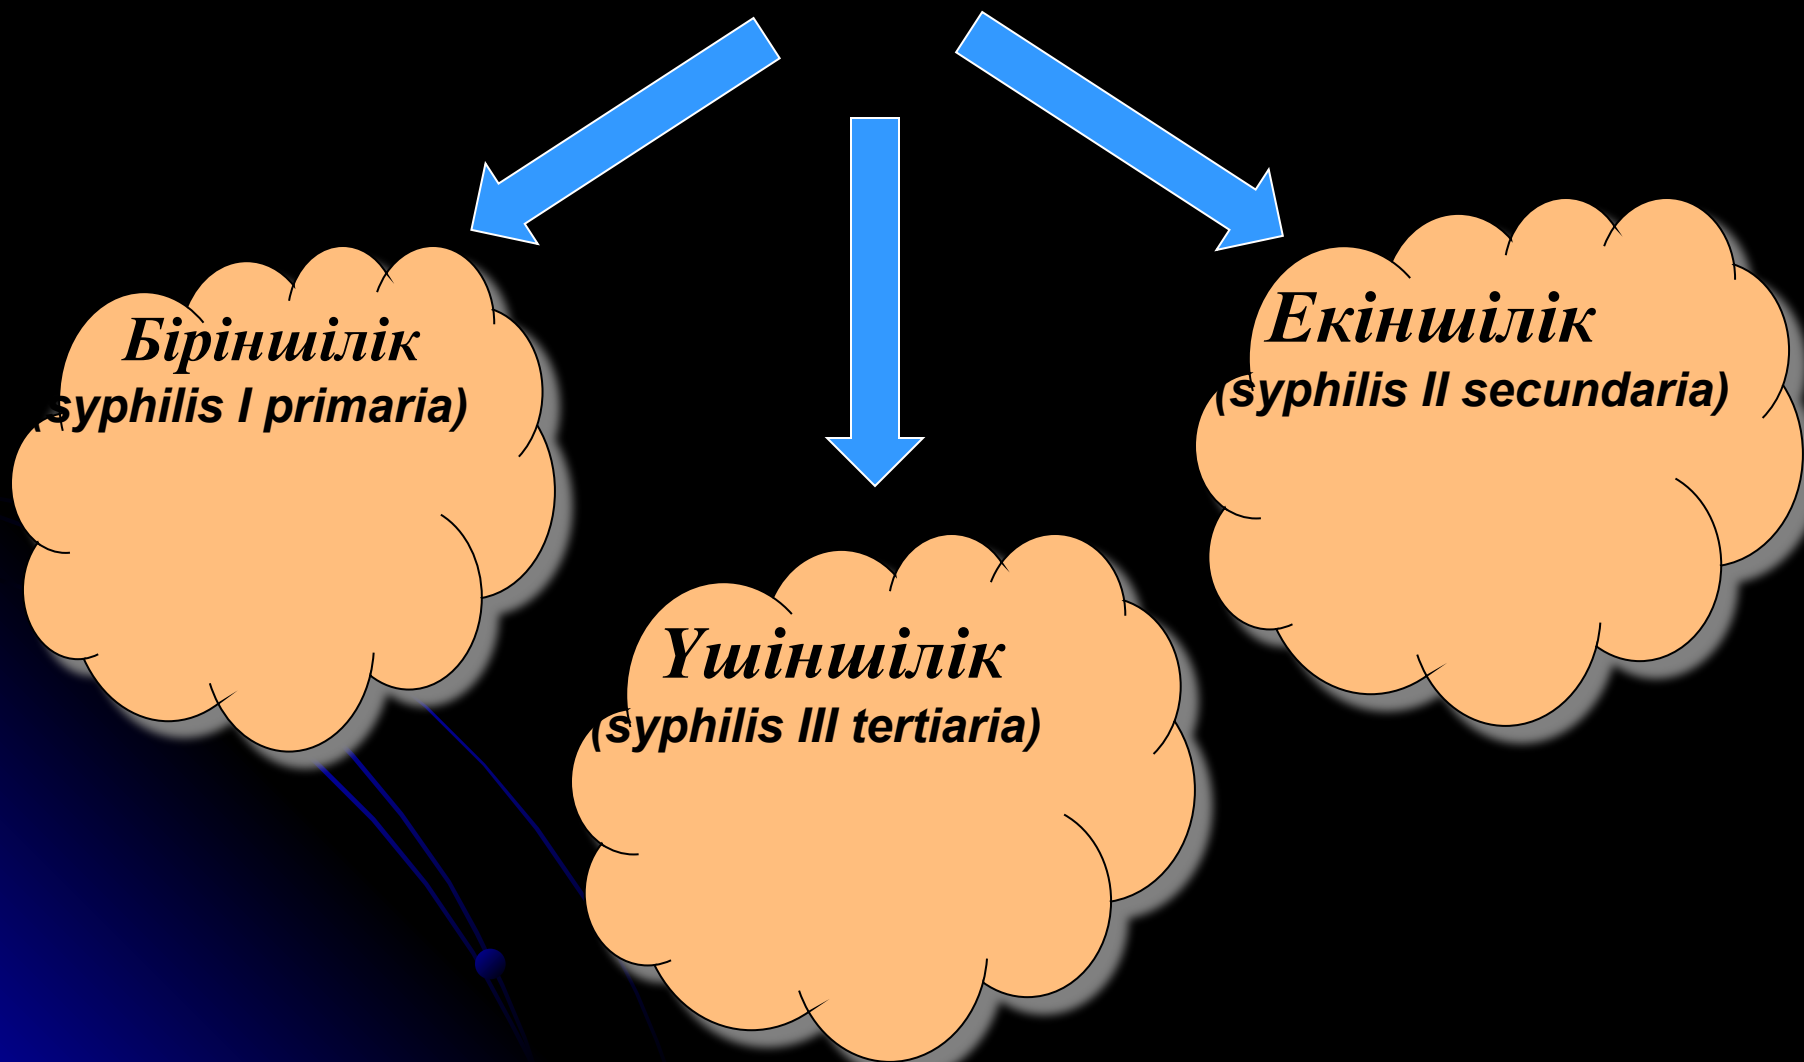 Біріншілік
(syphilis I primaria)
Екіншілік
(syphilis II secundaria)
Үшіншілік
(syphilis III tertiaria)